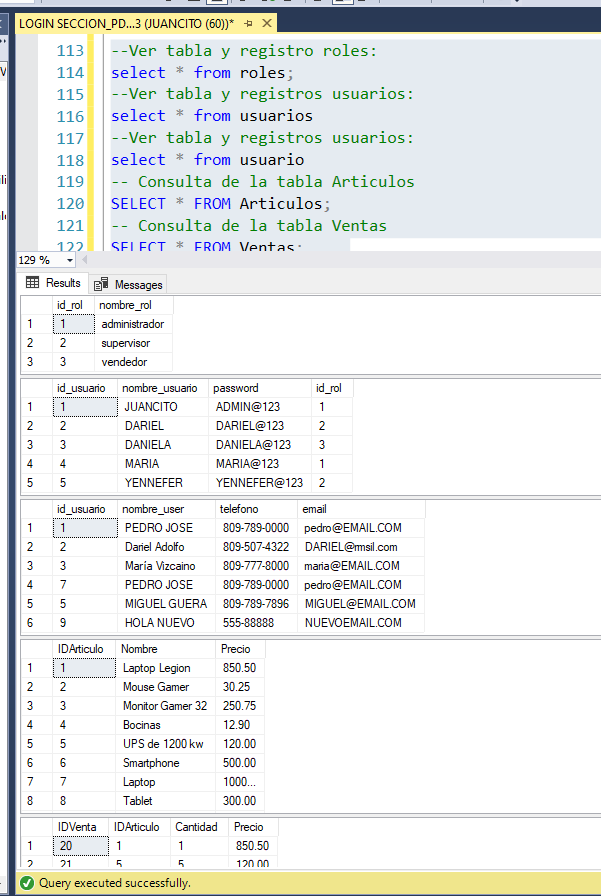 LOGIN SECCION_PD...3 (JUANCITO (60))*
113 --Ver tabla y registro roles:
114 select * from roles;
115 --Ver tabla y registros usuarios:
116 select * from usuarios
117 --Ver tabla y registros usuarios:
118 select * from usuario
119 -- Consulta de la tabla Articulos
120 SELECT * FROM Articulos;
121 -- Consulta de la tabla Ventas
122 SELECT * FROM Ventas;
129 %
Results Messages
id_rol nombre_rol
1 1 administrador
2 2 supervisor
3 3 vendedor
id_usuario nombre_usuario password id_rol
1 1 JUANCITO ADMIN@123 1
2 2 DARIEL DARIEL@123 2
3 3 DANIELA DANIELA@123 3
4 4 MARIA MARIA@123 1
5 5 YENNEFER YENNEFER@123 2
id_usuario nombre_user telefono email
1 1 PEDRO JOSE 809-789-0000 pedro@EMAIL.COM
2 2 Dariel Adolfo 809-507-4322 DARIEL@rmsil.com
3 3 María Vizcaino 809-777-8000 maria@EMAIL.COM
4 7 PEDRO JOSE 809-789-0000 pedro@EMAIL.COM
5 5 MIGUEL GUERA 809-789-7896 MIGUEL@EMAIL.COM
6 9 HOLA NUEVO 555-88888 NUEVOEMAIL.COM
IDArticulo Nombre Precio
1 1 Laptop Legion 850.50
2 2 Mouse Gamer 30.25
3 3 Monitor Gamer 32 250.75
4 4 Bocinas 12.90
5 5 UPS de 1200 kw 120.00
6 6 Smartphone 500.00
7 7 Laptop 1000...
8 8 Tablet 300.00
IDVenta IDArticulo Cantidad Precio
1 20 1 1 850.50
2 21 5 5 120.00
Query executed successfully.